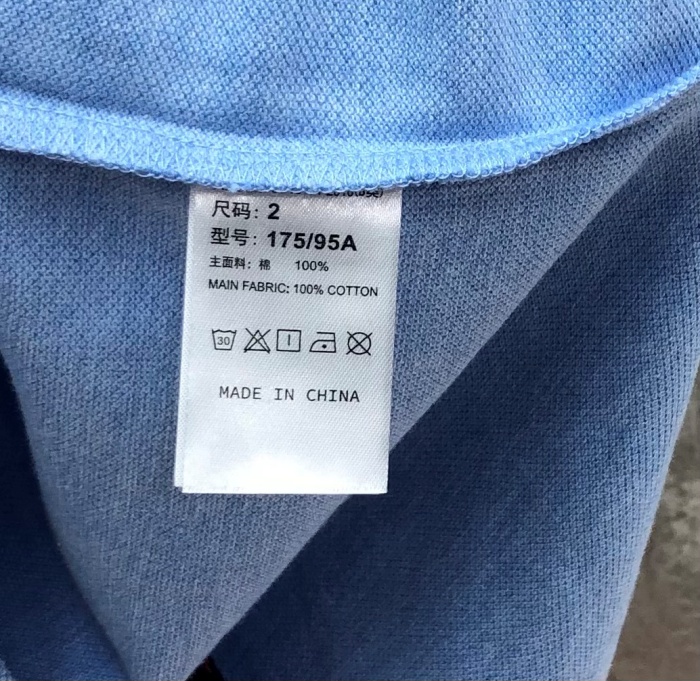 尺码: 2
型号: 175/95A
主面料: 棉 100%
MAIN FABRIC: 100% COTTON
30
MADE IN CHINA